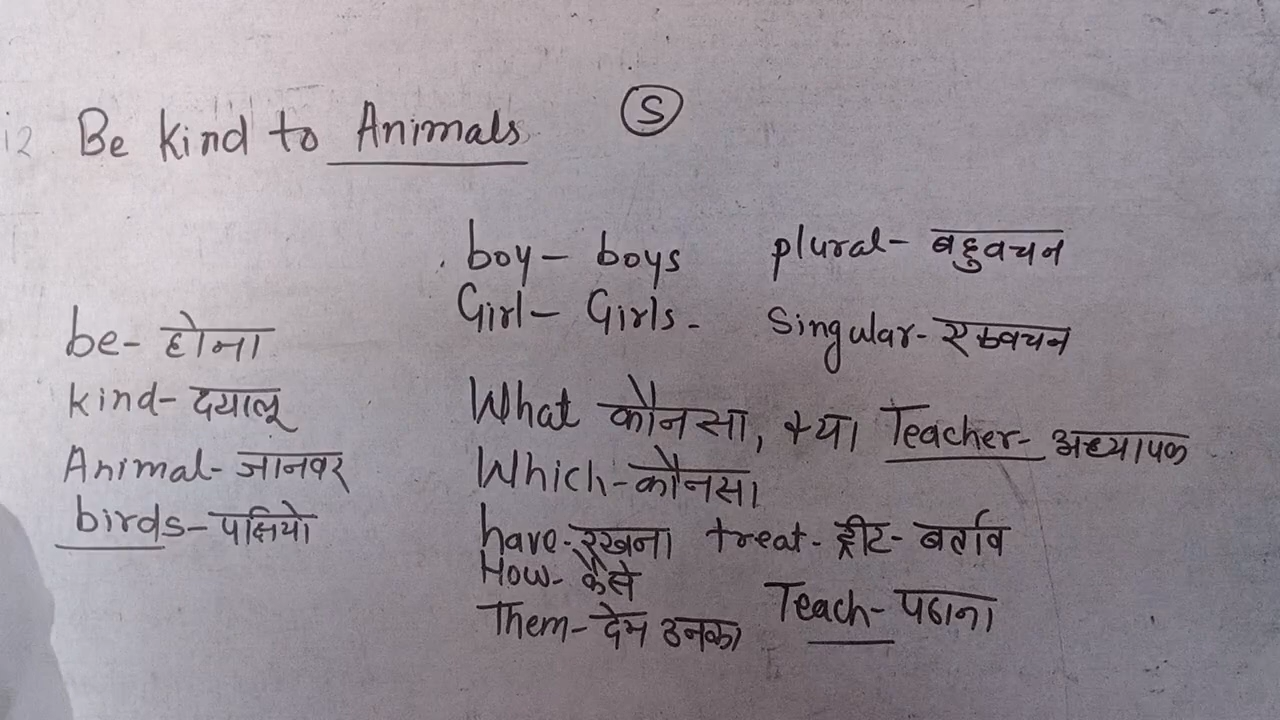 12 Be kind to Animals Ⓢ
boy - boys plural - बहुवचन
Girl - Girls - Singular - एकवचन
be - होना
kind - दयालू
Animal - जानवर
birds - पक्षियो
What कौनसा, क्या Teacher - अध्यापक
Which - कौनसा
have - रखना treat - ट्रीट - बर्ताव
How - कैसे
Them - देम उनका Teach - पढाना